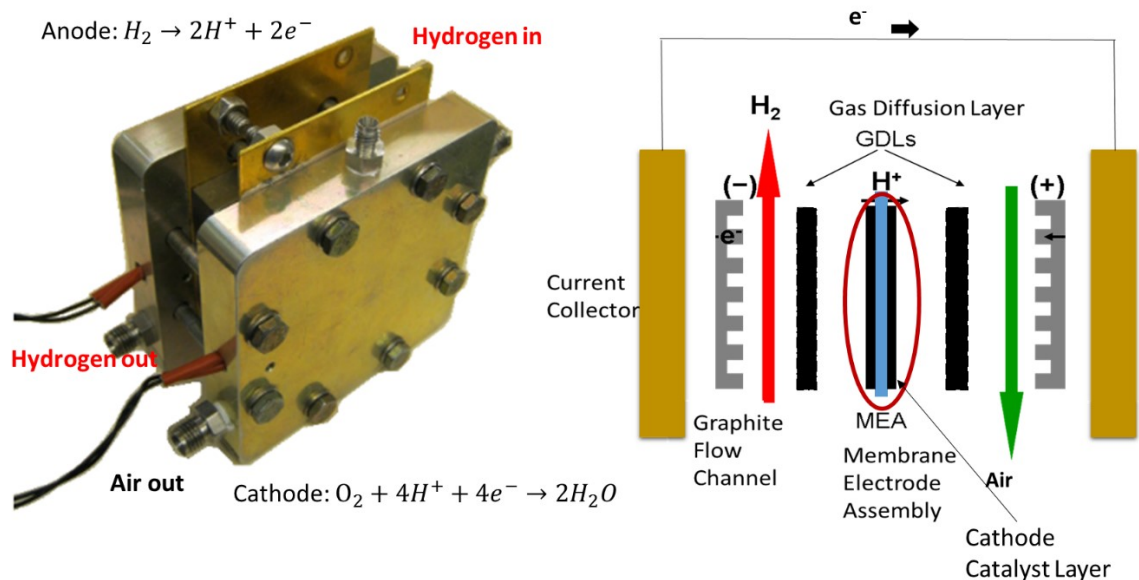 Anode: H₂ → 2H⁺ + 2e⁻
Hydrogen in
Hydrogen out
Air out
Cathode: O₂ + 4H⁺ + 4e⁻ → 2H₂O
e⁻
H₂
Gas Diffusion Layer
GDLs
(−)
H⁺
(+)
e⁻
Current
Collector
Graphite
Flow
Channel
MEA
Membrane
Electrode
Assembly
Air
Cathode
Catalyst Layer